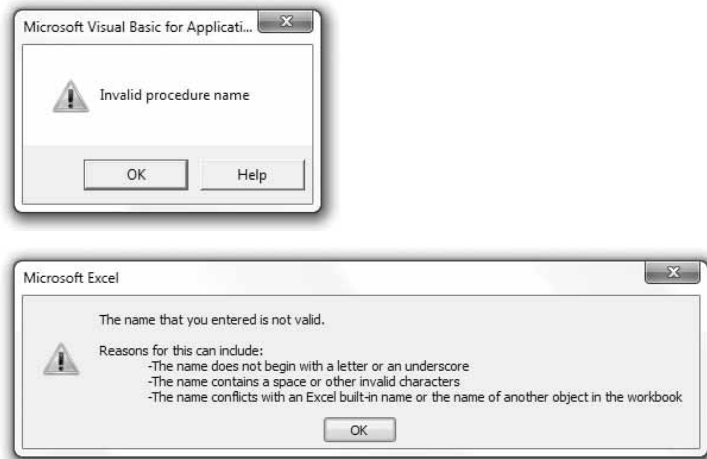 Microsoft Visual Basic for Applicati...
Invalid procedure name
OK
Help
Microsoft Excel
The name that you entered is not valid.
Reasons for this can include:
-The name does not begin with a letter or an underscore
-The name contains a space or other invalid characters
-The name conflicts with an Excel built-in name or the name of another object in the workbook
OK